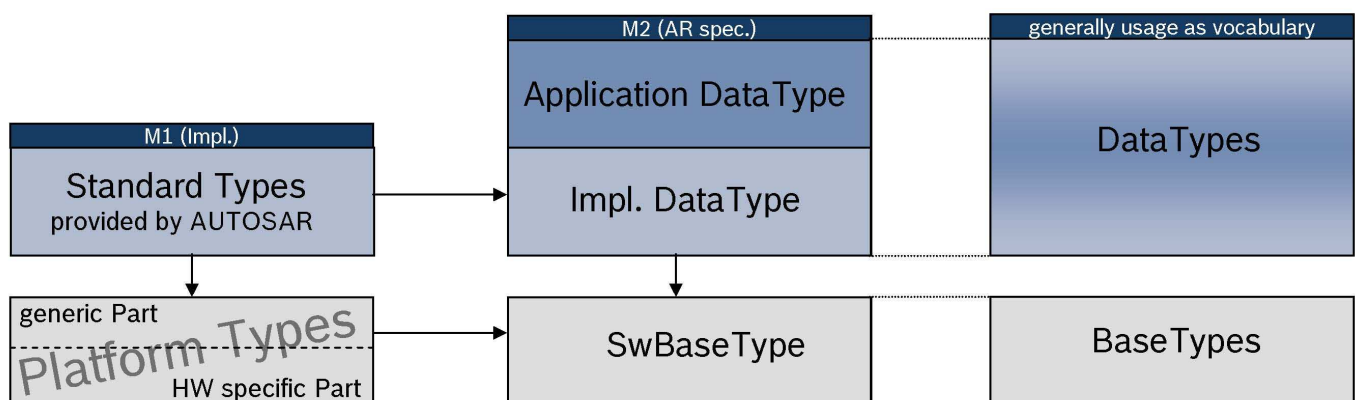 M1 (Impl.)
Standard Types
provided by AUTOSAR
generic Part
Platform Types
HW specific Part
M2 (AR spec.)
Application DataType
Impl. DataType
SwBaseType
generally usage as vocabulary
DataTypes
BaseTypes